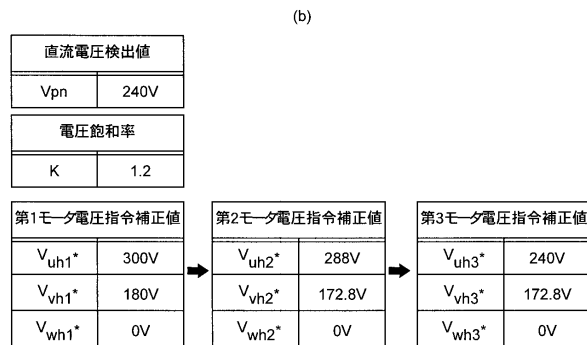 (b)
直流電圧検出値
Vpn 240V
電圧飽和率
K 1.2
第1モータ電圧指令補正値 第2モータ電圧指令補正値 第3モータ電圧指令補正値
Vuh1* 300V Vuh2* 288V Vuh3* 240V
Vvh1* 180V Vvh2* 172.8V Vvh3* 172.8V
Vwh1* 0V Vwh2* 0V Vwh3* 0V